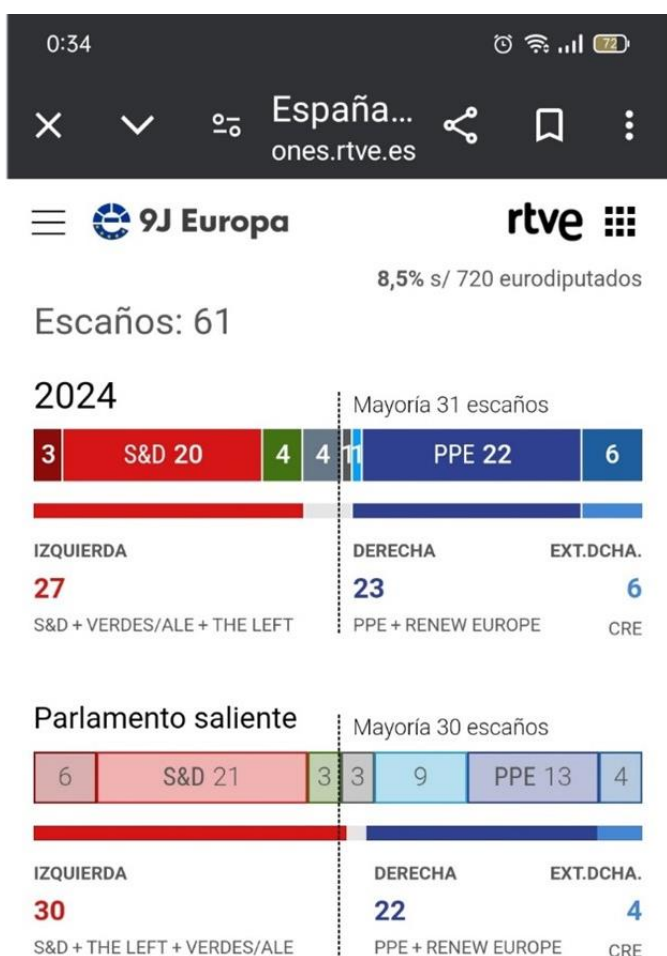 0:34
72
España...
ones.rtve.es
9J Europa
rtve
8,5% s/ 720 eurodiputados
Escaños: 61
2024
Mayoría 31 escaños
3 S&D 20 4 4 1 1 PPE 22 6
IZQUIERDA DERECHA EXT.DCHA.
27 23 6
S&D + VERDES/ALE + THE LEFT PPE + RENEW EUROPE CRE
Parlamento saliente
Mayoría 30 escaños
6 S&D 21 3 3 9 PPE 13 4
IZQUIERDA DERECHA EXT.DCHA.
30 22 4
S&D + THE LEFT + VERDES/ALE PPE + RENEW EUROPE CRE